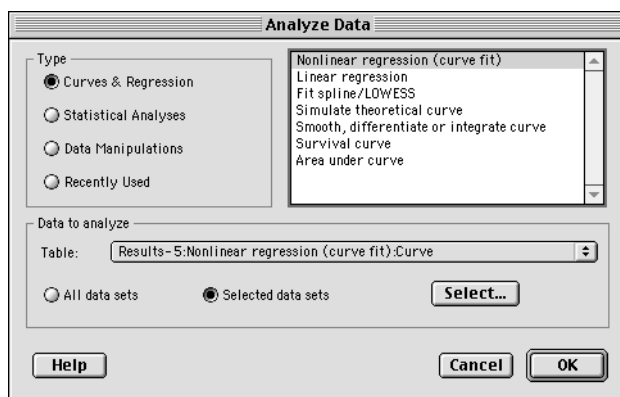 Analyze Data
Type
Curves & Regression
Statistical Analyses
Data Manipulations
Recently Used
Nonlinear regression (curve fit)
Linear regression
Fit spline/LOWESS
Simulate theoretical curve
Smooth, differentiate or integrate curve
Survival curve
Area under curve
Data to analyze
Table: Results-5:Nonlinear regression (curve fit):Curve
All data sets Selected data sets Select...
Help Cancel OK